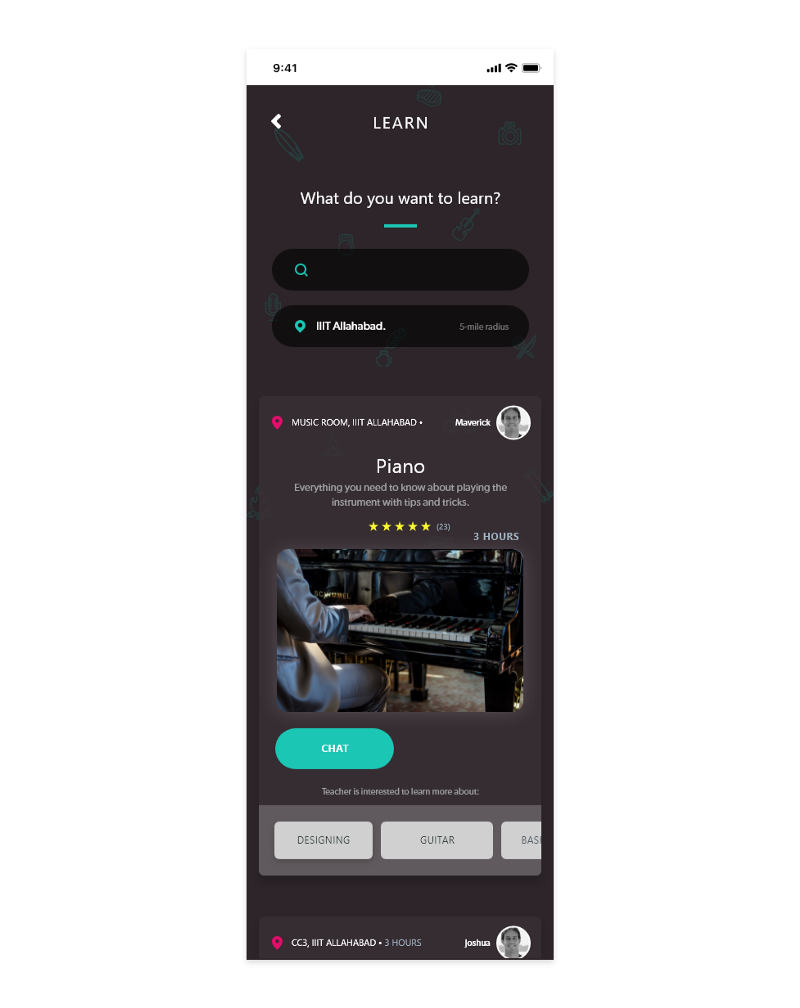 9:41
LEARN
What do you want to learn?
IIIT Allahabad. 5-mile radius
MUSIC ROOM, IIIT ALLAHABAD • Maverick
Piano
Everything you need to know about playing the
instrument with tips and tricks.
★★★★★ (23)
3 HOURS
SCHIMMEL
CHAT
Teacher is interested to learn more about:
DESIGNING GUITAR
CC3, IIIT ALLAHABAD • 3 HOURS Joshua